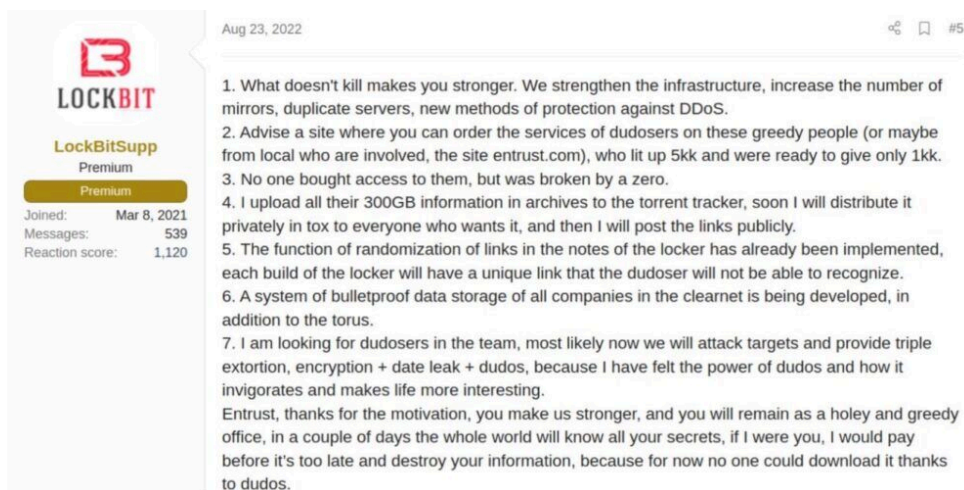 LOCKBIT
LockBitSupp
Premium
Premium
Joined: Mar 8, 2021
Messages: 539
Reaction score: 1,120
Aug 23, 2022
#5
1. What doesn't kill makes you stronger. We strengthen the infrastructure, increase the number of
mirrors, duplicate servers, new methods of protection against DDoS.
2. Advise a site where you can order the services of dudosers on these greedy people (or maybe
from local who are involved, the site entrust.com), who lit up 5kk and were ready to give only 1kk.
3. No one bought access to them, but was broken by a zero.
4. I upload all their 300GB information in archives to the torrent tracker, soon I will distribute it
privately in tox to everyone who wants it, and then I will post the links publicly.
5. The function of randomization of links in the notes of the locker has already been implemented,
each build of the locker will have a unique link that the dudoser will not be able to recognize.
6. A system of bulletproof data storage of all companies in the clearnet is being developed, in
addition to the torus.
7. I am looking for dudosers in the team, most likely now we will attack targets and provide triple
extortion, encryption + date leak + dudos, because I have felt the power of dudos and how it
invigorates and makes life more interesting.
Entrust, thanks for the motivation, you make us stronger, and you will remain as a holey and greedy
office, in a couple of days the whole world will know all your secrets, if I were you, I would pay
before it's too late and destroy your information, because for now no one could download it thanks
to dudos.